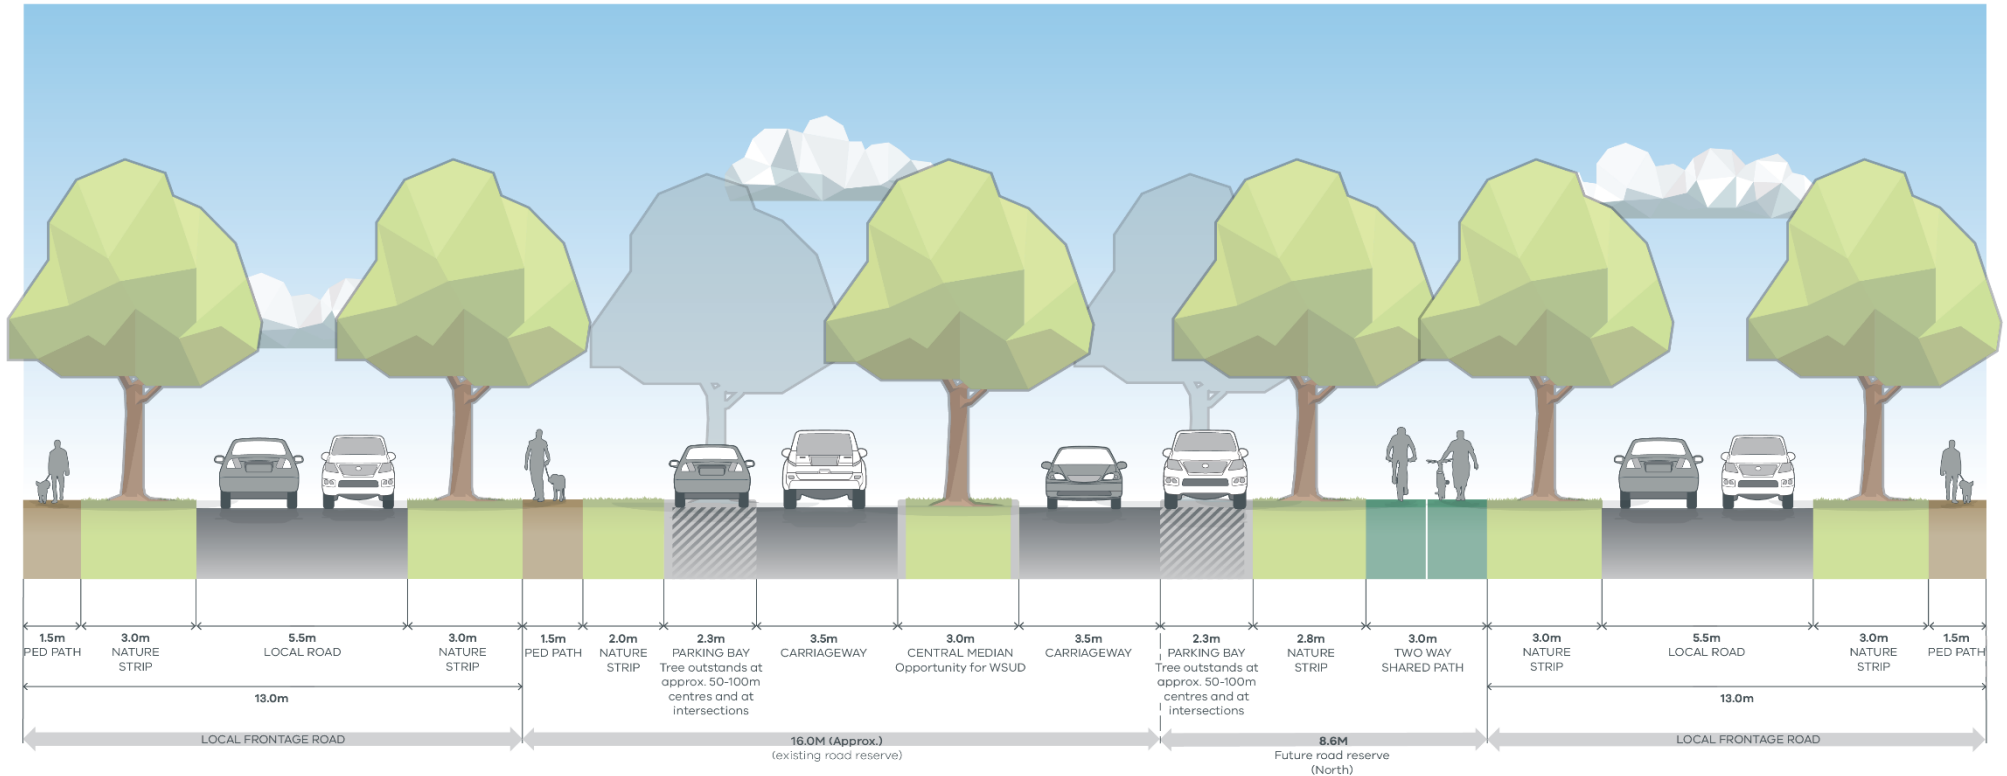 1.5m
PED PATH
3.0m
NATURE
STRIP
5.5m
LOCAL ROAD
3.0m
NATURE
STRIP
1.5m
PED PATH
2.0m
NATURE
STRIP
2.3m
PARKING BAY
Tree outstands at
approx. 50-100m
centres and at
intersections
3.5m
CARRIAGEWAY
3.0m
CENTRAL MEDIAN
Opportunity for WSUD
3.5m
CARRIAGEWAY
2.3m
PARKING BAY
Tree outstands at
approx. 50-100m
centres and at
intersections
2.8m
NATURE
STRIP
3.0m
TWO WAY
SHARED PATH
3.0m
NATURE
STRIP
5.5m
LOCAL ROAD
3.0m
NATURE
STRIP
1.5m
PED PATH
13.0m
13.0m
LOCAL FRONTAGE ROAD
16.0M (Approx.)
(existing road reserve)
8.6M
Future road reserve
(North)
LOCAL FRONTAGE ROAD